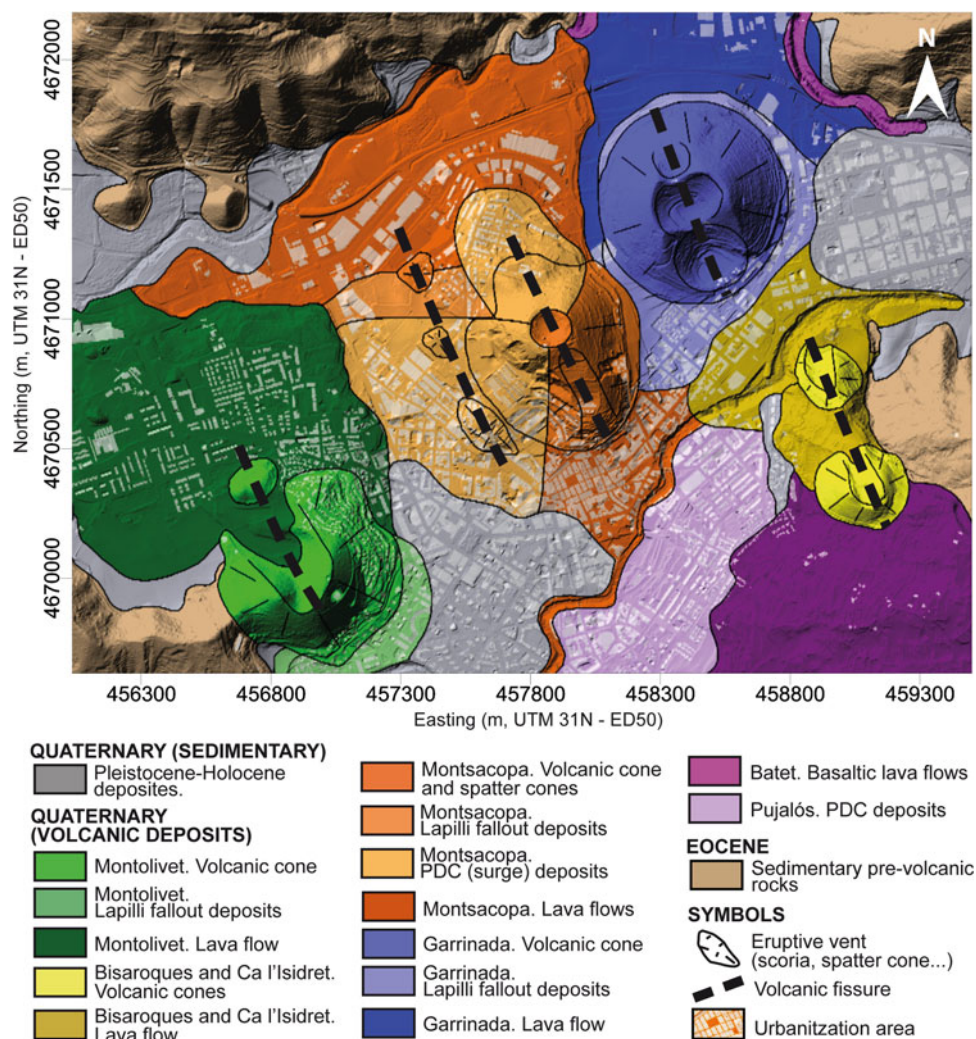 N
4672000
4671500
4671000
4670500
4670000
Northing (m, UTM 31N - ED50)
456300 456800 457300 457800 458300 458800 459300
Easting (m, UTM 31N - ED50)
QUATERNARY (SEDIMENTARY)
Pleistocene-Holocene
deposites.
QUATERNARY
(VOLCANIC DEPOSITS)
Montolivet. Volcanic cone
Montolivet.
Lapilli fallout deposits
Montolivet. Lava flow
Bisaroques and Ca l'Isidret.
Volcanic cones
Bisaroques and Ca l'Isidret.
Lava flow
Montsacopa. Volcanic cone
and spatter cones
Montsacopa.
Lapilli fallout deposits
Montsacopa.
PDC (surge) deposits
Montsacopa. Lava flows
Garrinada. Volcanic cone
Garrinada.
Lapilli fallout deposits
Garrinada. Lava flow
Batet. Basaltic lava flows
Pujalós. PDC deposits
EOCENE
Sedimentary pre-volcanic
rocks
SYMBOLS
Eruptive vent
(scoria, spatter cone...)
Volcanic fissure
Urbanitzation area